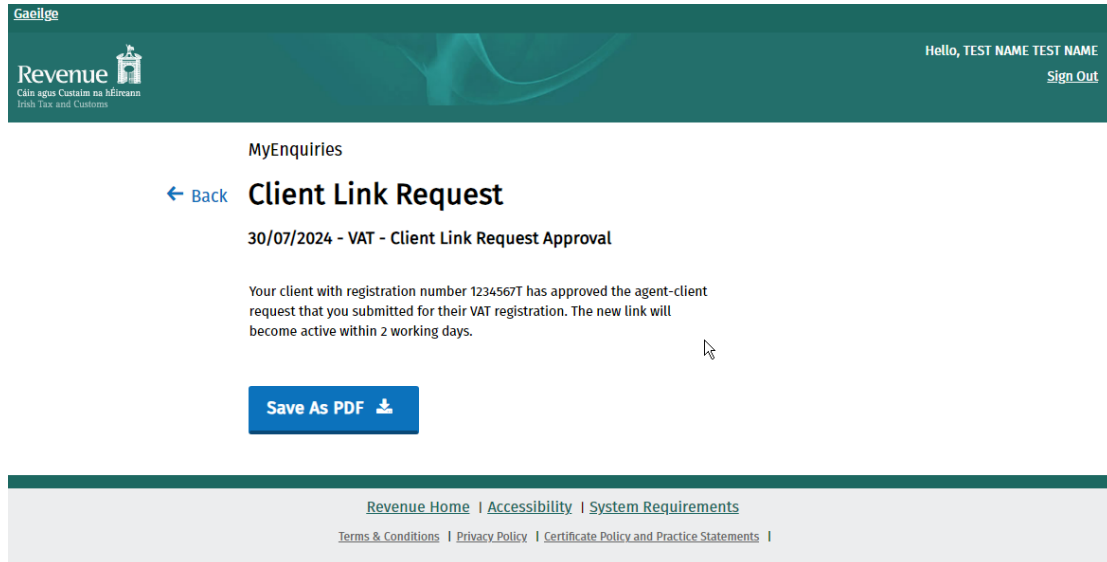 Gaeilge
Revenue
Cáin agus Custaim na hÉireann
Irish Tax and Customs
Hello, TEST NAME TEST NAME
Sign Out
MyEnquiries
← Back
Client Link Request
30/07/2024 - VAT - Client Link Request Approval
Your client with registration number 1234567T has approved the agent-client
request that you submitted for their VAT registration. The new link will
become active within 2 working days.
Save As PDF
Revenue Home | Accessibility | System Requirements
Terms & Conditions | Privacy Policy | Certificate Policy and Practice Statements |